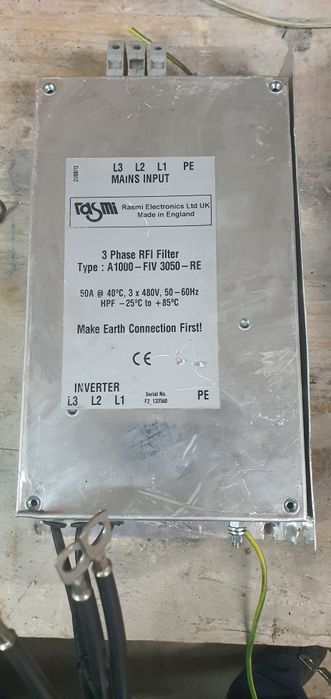 L3 L2 L1 PE
MAINS INPUT
rasmi Rasmi Electronics Ltd UK
Made in England
3 Phase RFI Filter
Type : A1000-FIV 3050-RE
50A @ 40°C, 3 x 480V, 50-60Hz
HPF -25°C to +85°C
Make Earth Connection First!
CE
INVERTER
L3 L2 L1 PE
Serial No.
F2_132560